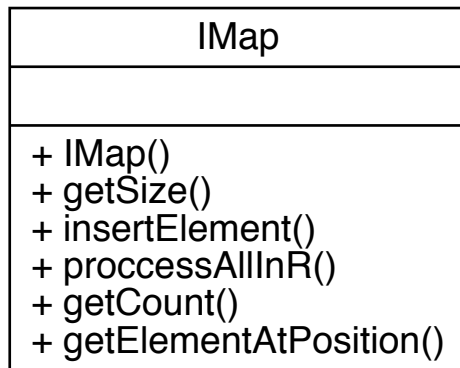 IMap
+ IMap()
+ getSize()
+ insertElement()
+ proccessAllInR()
+ getCount()
+ getElementAtPosition()